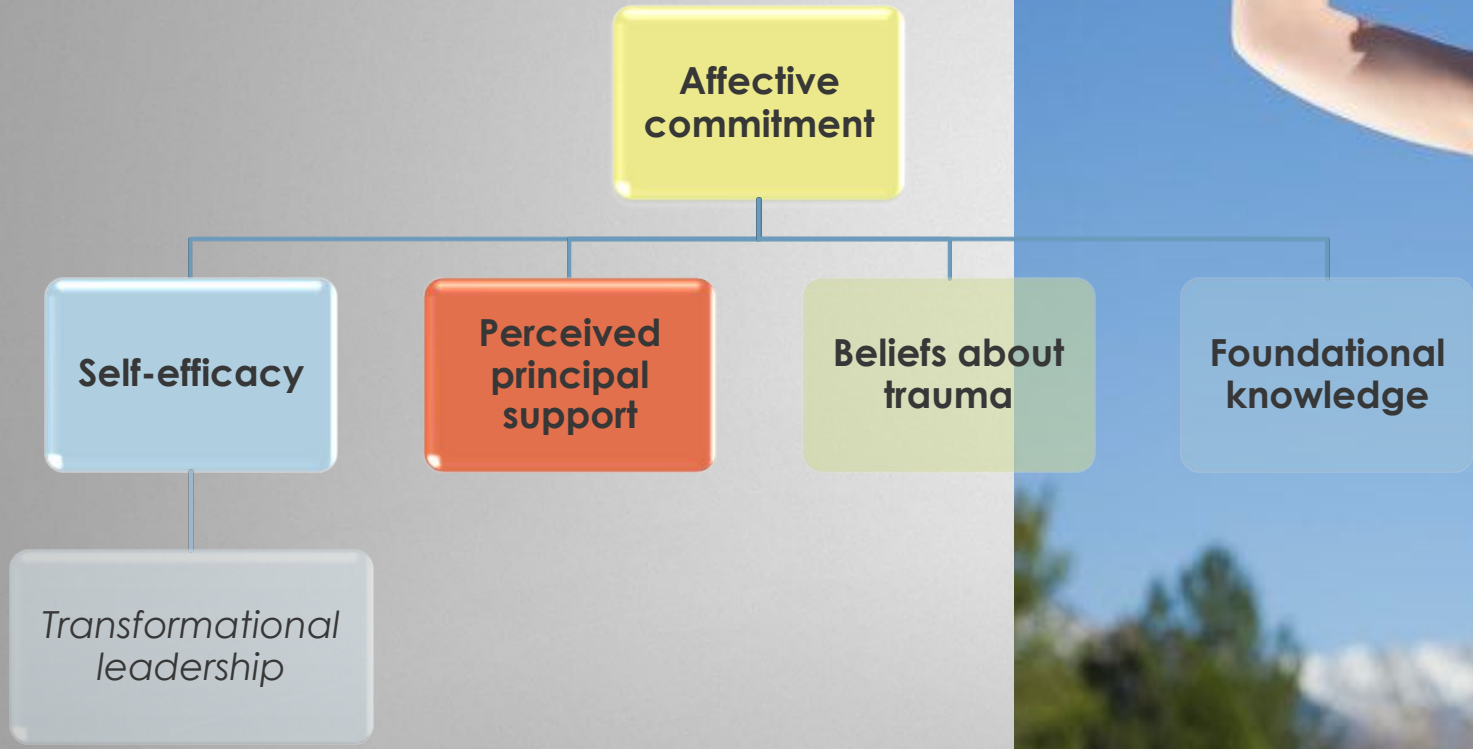 Affective
commitment
Self-efficacy
Perceived
principal
support
Beliefs about
trauma
Foundational
knowledge
Transformational
leadership